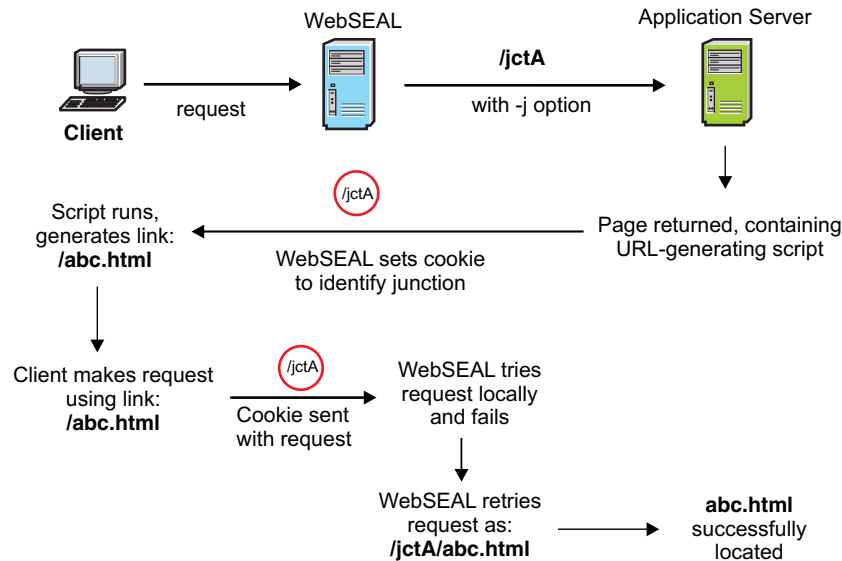 WebSEAL
Application Server
/jctA
request
with -j option
Client
/jctA
Script runs,
generates link:
/abc.html
WebSEAL sets cookie
to identify junction
Page returned, containing
URL-generating script
Client makes request
using link:
/abc.html
/jctA
Cookie sent
with request
WebSEAL tries
request locally
and fails
WebSEAL retries
request as:
/jctA/abc.html
abc.html
successfully
located